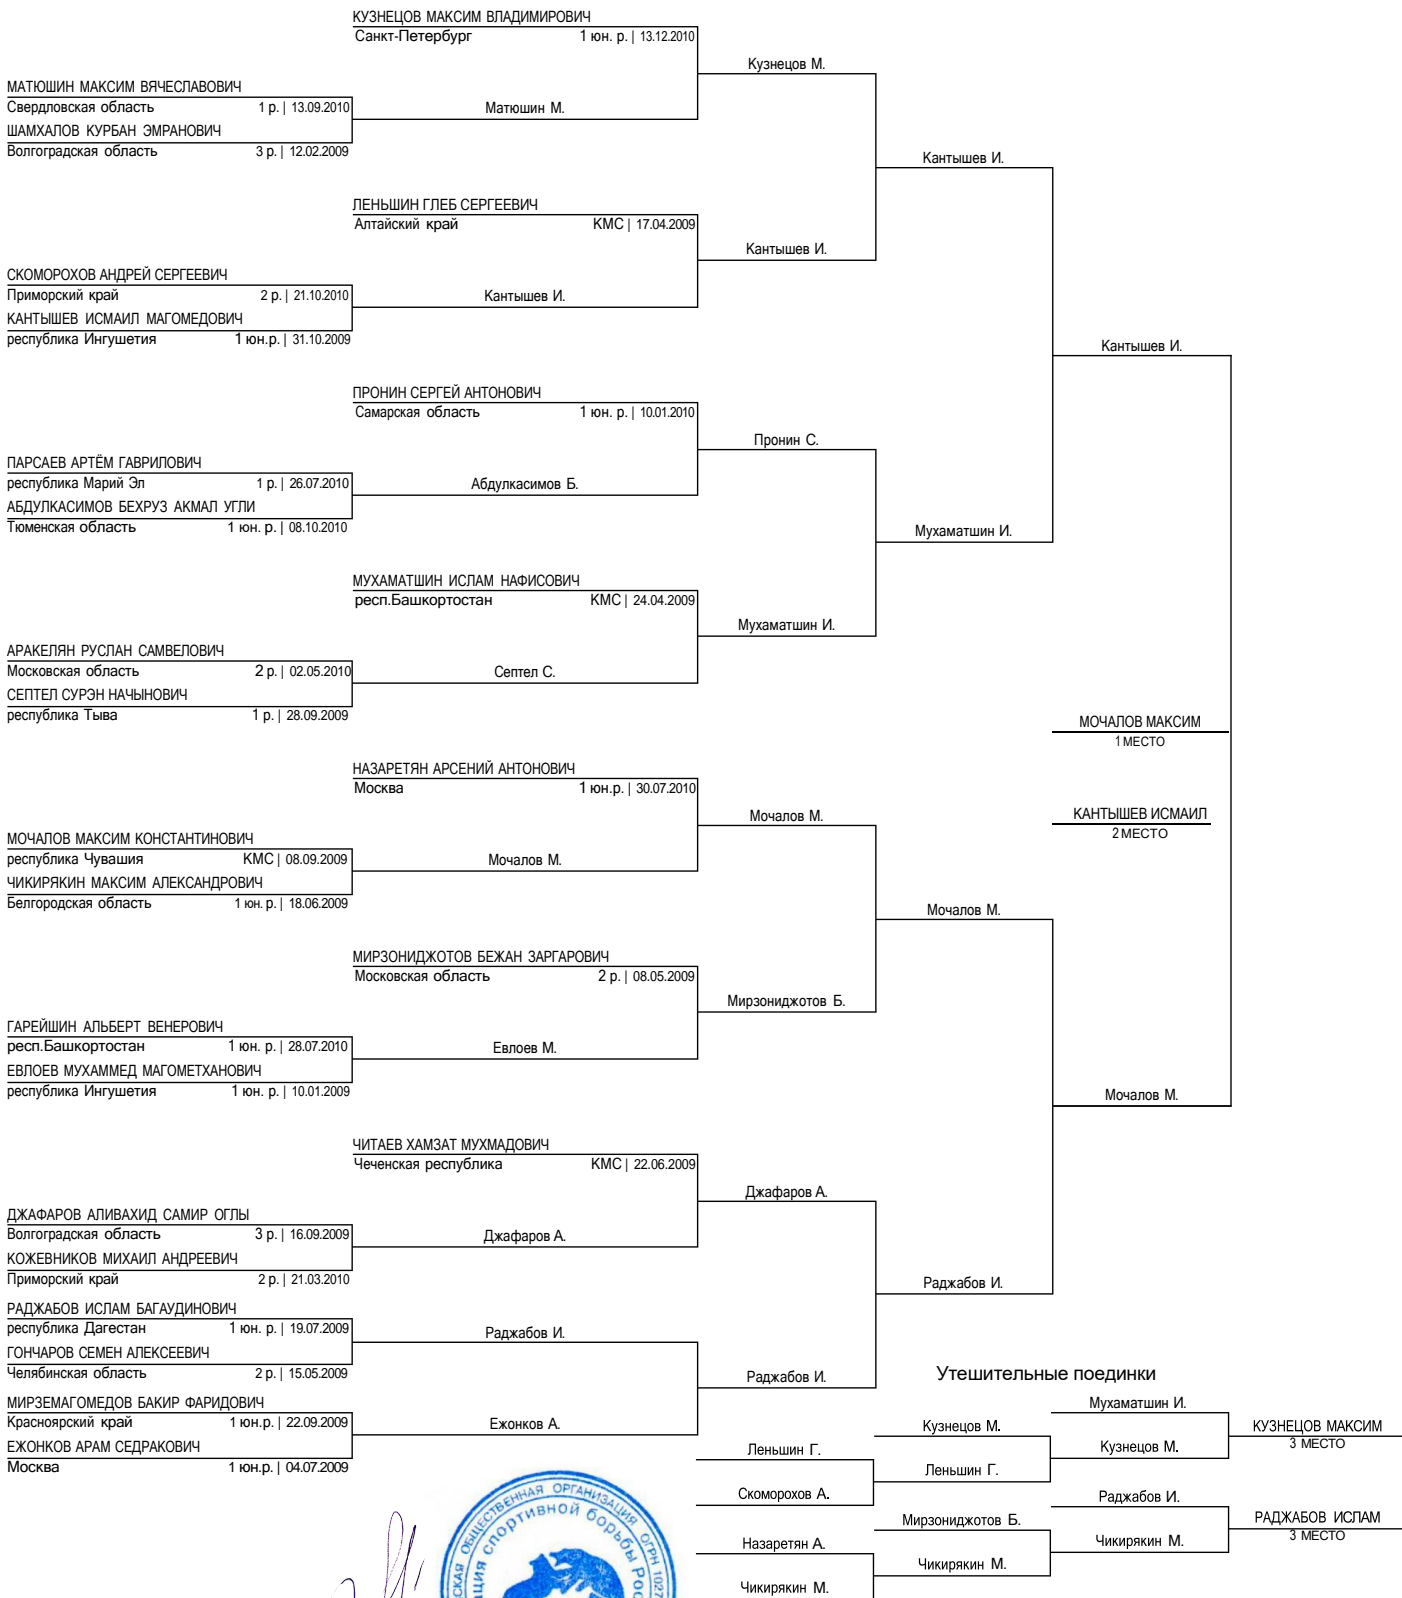 КУЗНЕЦОВ МАКСИМ ВЛАДИМИРОВИЧ
Санкт-Петербург 1 юн. р. | 13.12.2010
Кузнецов М.
МАТЮШИН МАКСИМ ВЯЧЕСЛАВОВИЧ
Свердловская область 1 р. | 13.09.2010
Матюшин М.
ШАМХАЛОВ КУРБАН ЭМРАНОВИЧ
Волгоградская область 3 р. | 12.02.2009
Кантышев И.
ЛЕНЬШИН ГЛЕБ СЕРГЕЕВИЧ
Алтайский край КМС | 17.04.2009
Кантышев И.
СКОМОРОХОВ АНДРЕЙ СЕРГЕЕВИЧ
Приморский край 2 р. | 21.10.2010
Кантышев И.
КАНТЫШЕВ ИСМАИЛ МАГОМЕДОВИЧ
республика Ингушетия 1 юн.р. | 31.10.2009
Кантышев И.
ПРОНИН СЕРГЕЙ АНТОНОВИЧ
Самарская область 1 юн. р. | 10.01.2010
Пронин С.
ПАРСАЕВ АРТЁМ ГАВРИЛОВИЧ
республика Марий Эл 1 р. | 26.07.2010
Абдулкасимов Б.
АБДУЛКАСИМОВ БЕХРУЗ АКМАЛ УГЛИ
Тюменская область 1 юн. р. | 08.10.2010
Мухаматшин И.
МУХАМАТШИН ИСЛАМ НАФИСОВИЧ
респ.Башкортостан КМС | 24.04.2009
Мухаматшин И.
АРАКЕЛЯН РУСЛАН САМВЕЛОВИЧ
Московская область 2 р. | 02.05.2010
Септел С.
СЕПТЕЛ СУРЭН НАЧЫНОВИЧ
республика Тыва 1 р. | 28.09.2009
МОЧАЛОВ МАКСИМ
1 МЕСТО
НАЗАРЕТЯН АРСЕНИЙ АНТОНОВИЧ
Москва 1 юн.р. | 30.07.2010
Мочалов М.
КАНТЫШЕВ ИСМАИЛ
2 МЕСТО
МОЧАЛОВ МАКСИМ КОНСТАНТИНОВИЧ
республика Чувашия КМС | 08.09.2009
Мочалов М.
ЧИКИРЯКИН МАКСИМ АЛЕКСАНДРОВИЧ
Белгородская область 1 юн. р. | 18.06.2009
Мочалов М.
МИРЗОНИДЖОТОВ БЕЖАН ЗАРГАРОВИЧ
Московская область 2 р. | 08.05.2009
Мирзониджотов Б.
ГАРЕЙШИН АЛЬБЕРТ ВЕНЕРОВИЧ
респ.Башкортостан 1 юн. р. | 28.07.2010
Евлоев М.
ЕВЛОЕВ МУХАММЕД МАГОМЕТХАНОВИЧ
республика Ингушетия 1 юн. р. | 10.01.2009
Мочалов М.
ЧИТАЕВ ХАМЗАТ МУХМАДОВИЧ
Чеченская республика КМС | 22.06.2009
Джафаров А.
ДЖАФАРОВ АЛИВАХИД САМИР ОГЛЫ
Волгоградская область 3 р. | 16.09.2009
Джафаров А.
КОЖЕВНИКОВ МИХАИЛ АНДРЕЕВИЧ
Приморский край 2 р. | 21.03.2010
Раджабов И.
РАДЖАБОВ ИСЛАМ БАГАУДИНОВИЧ
республика Дагестан 1 юн. р. | 19.07.2009
Раджабов И.
ГОНЧАРОВ СЕМЕН АЛЕКСЕЕВИЧ
Челябинская область 2 р. | 15.05.2009
Раджабов И.
МИРЗЕМАГОМЕДОВ БАКИР ФАРИДОВИЧ
Красноярский край 1 юн.р. | 22.09.2009
Ежонков А.
ЕЖОНКОВ АРАМ СЕДРАКОВИЧ
Москва 1 юн.р. | 04.07.2009
Утешительные поединки
Мухаматшин И.
Кузнецов М.
КУЗНЕЦОВ МАКСИМ
3 МЕСТО
Леньшин Г.
Кузнецов М.
Леньшин Г.
Скоморохов А.
Раджабов И.
Мирзониджотов Б.
РАДЖАБОВ ИСЛАМ
3 МЕСТО
Назаретян А.
Чикирякин М.
Чикирякин М.
Чикирякин М.
ОБЩЕСТВЕННАЯ ОРГАНИЗАЦИЯ ОГРН 1027
спортивной борьбы